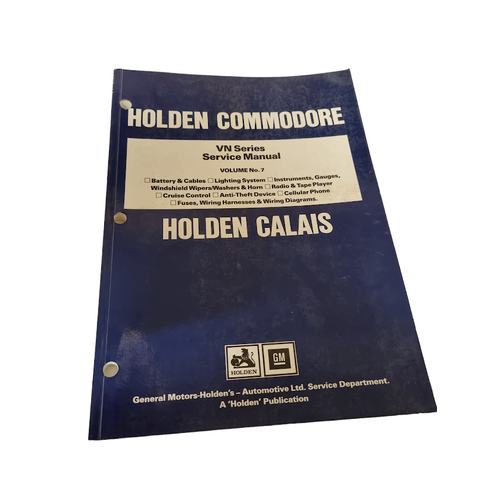 HOLDEN COMMODORE
VN Series
Service Manual
VOLUME No. 7
☐ Battery & Cables ☐ Lighting System ☐ Instruments, Gauges,
Windshield Wipers/Washers & Horn ☐ Radio & Tape Player
☐ Cruise Control ☐ Anti-Theft Device ☐ Cellular Phone
☐ Fuses, Wiring Harnesses & Wiring Diagrams.
HOLDEN CALAIS
HOLDEN GM
General Motors-Holden's – Automotive Ltd. Service Department.
A 'Holden' Publication